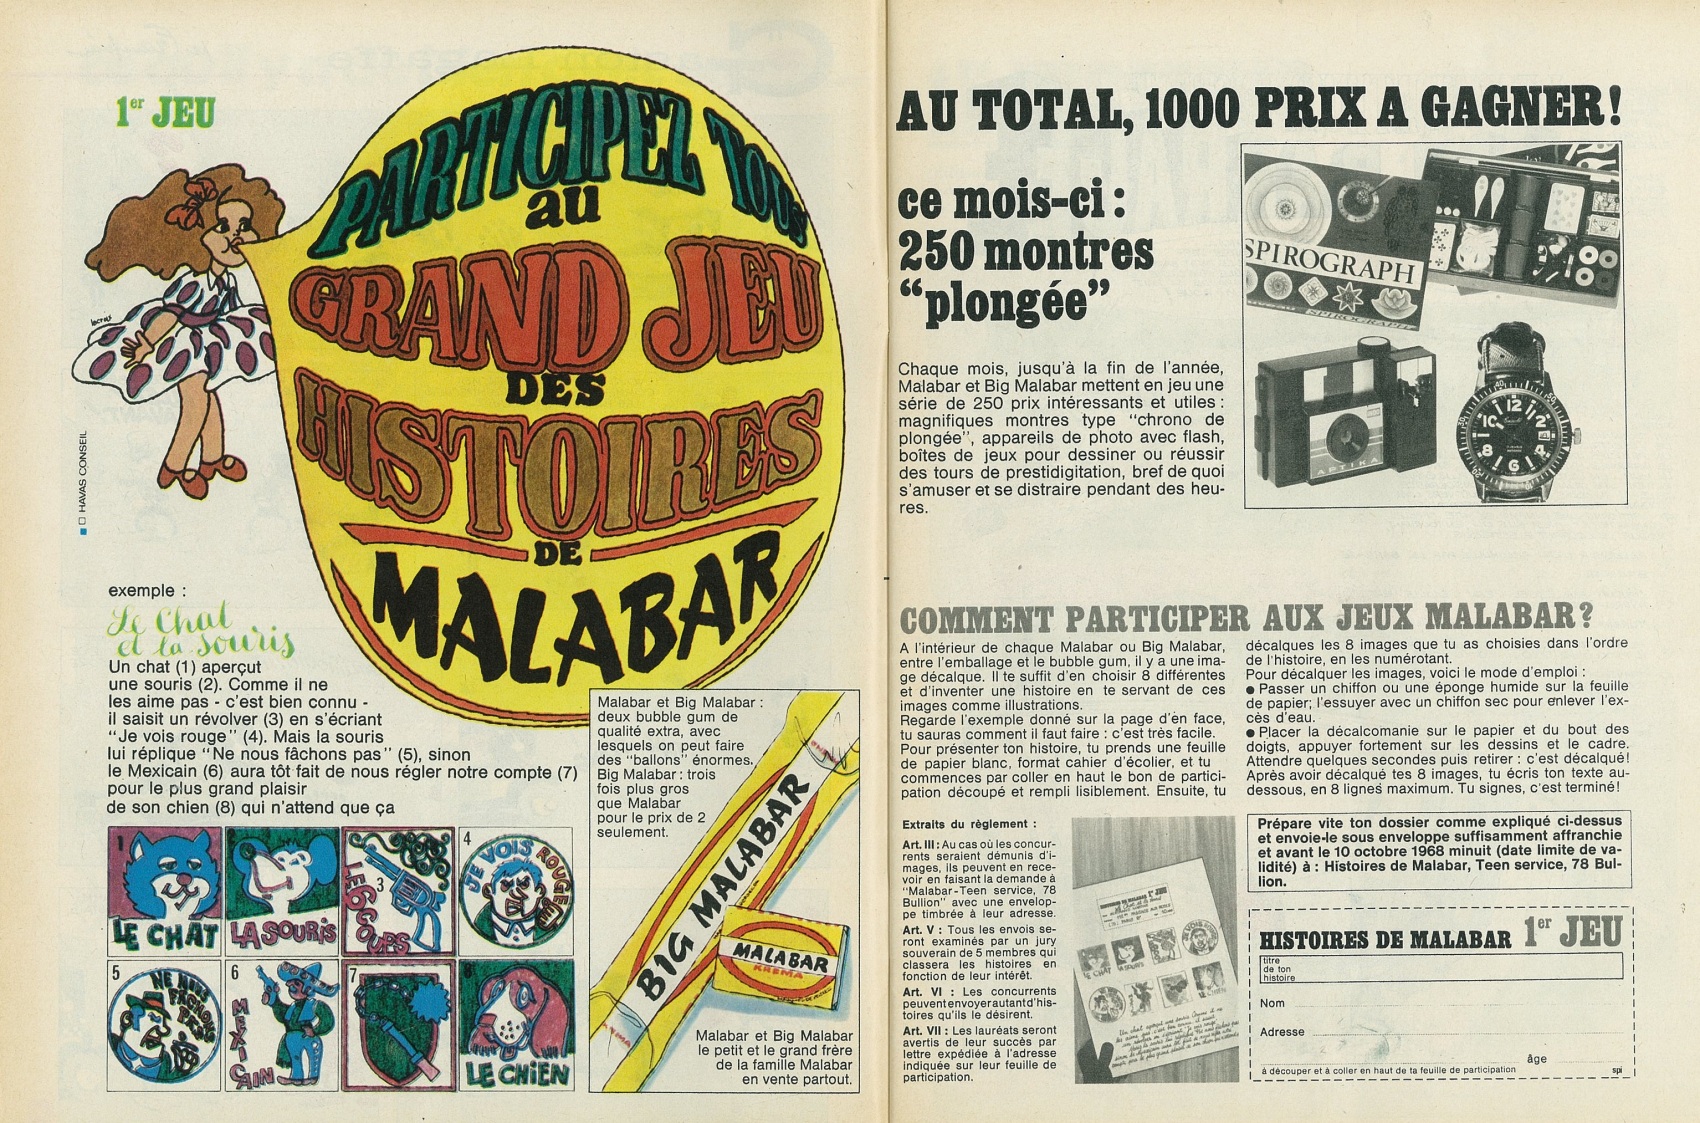 1er JEU
PARTICIPEZ TOUS
au
GRAND JEU
DES
HISTOIRES
DE
MALABAR
lacroix
HAVAS CONSEIL
exemple :
Le Chat
et la Souris
Un chat (1) aperçut
une souris (2). Comme il ne
les aime pas - c'est bien connu -
il saisit un révolver (3) en s'écriant
"Je vois rouge" (4). Mais la souris
lui réplique "Ne nous fâchons pas" (5), sinon
le Mexicain (6) aura tôt fait de nous régler notre compte (7)
pour le plus grand plaisir
de son chien (8) qui n'attend que ça
1
LE CHAT
LA SOURIS
3
LE 6 COUPS
4
JE VOIS ROUGE
5
NE NOUS FÂCHONS PAS
6
MEXICAIN
7
8
LE CHIEN
Malabar et Big Malabar :
deux bubble gum de
qualité extra, avec
lesquels on peut faire
des "ballons" énormes.
Big Malabar : trois
fois plus gros
que Malabar
pour le prix de 2
seulement.
BIG MALABAR
MALABAR
KREMA
Malabar et Big Malabar
le petit et le grand frère
de la famille Malabar
en vente partout.
AU TOTAL, 1000 PRIX A GAGNER !
ce mois-ci :
250 montres
"plongée"
Chaque mois, jusqu'à la fin de l'année,
Malabar et Big Malabar mettent en jeu une
série de 250 prix intéressants et utiles :
magnifiques montres type "chrono de
plongée", appareils de photo avec flash,
boîtes de jeux pour dessiner ou réussir
des tours de prestidigitation, bref de quoi
s'amuser et se distraire pendant des heu-
res.
SPIROGRAPH
SPIROGRAPH
APTIKA
COMMENT PARTICIPER AUX JEUX MALABAR ?
A l'intérieur de chaque Malabar ou Big Malabar,
entre l'emballage et le bubble gum, il y a une ima-
ge décalque. Il te suffit d'en choisir 8 différentes
et d'inventer une histoire en te servant de ces
images comme illustrations.
Regarde l'exemple donné sur la page d'en face,
tu sauras comment il faut faire : c'est très facile.
Pour présenter ton histoire, tu prends une feuille
de papier blanc, format cahier d'écolier, et tu
commences par coller en haut le bon de partici-
pation découpé et rempli lisiblement. Ensuite, tu
décalques les 8 images que tu as choisies dans l'ordre
de l'histoire, en les numérotant.
Pour décalquer les images, voici le mode d'emploi :
● Passer un chiffon ou une éponge humide sur la feuille
de papier; l'essuyer avec un chiffon sec pour enlever l'ex-
cès d'eau.
● Placer la décalcomanie sur le papier et du bout des
doigts, appuyer fortement sur les dessins et le cadre.
Attendre quelques secondes puis retirer : c'est décalqué!
Après avoir décalqué tes 8 images, tu écris ton texte au-
dessous, en 8 lignes maximum. Tu signes, c'est terminé!
Extraits du règlement :
Art. III : Au cas où les concur-
rents seraient démunis d'i-
mages, ils peuvent en rece-
voir en faisant la demande à
"Malabar-Teen service, 78
Bullion" avec une envelop-
pe timbrée à leur adresse.
Art. V : Tous les envois se-
ront examinés par un jury
souverain de 5 membres qui
classera les histoires en
fonction de leur intérêt.
Art. VI : Les concurrents
peuvent envoyer autant d'his-
toires qu'ils le désirent.
Art. VII : Les lauréats seront
avertis de leur succès par
lettre expédiée à l'adresse
indiquée sur leur feuille de
participation.
Prépare vite ton dossier comme expliqué ci-dessus
et envoie-le sous enveloppe suffisamment affranchie
et avant le 10 octobre 1968 minuit (date limite de va-
lidité) à : Histoires de Malabar, Teen service, 78 Bul-
lion.
HISTOIRES DE MALABAR 1er JEU
titre
de ton
histoire
Nom
Adresse
âge
à découper et à coller en haut de ta feuille de participation
spi